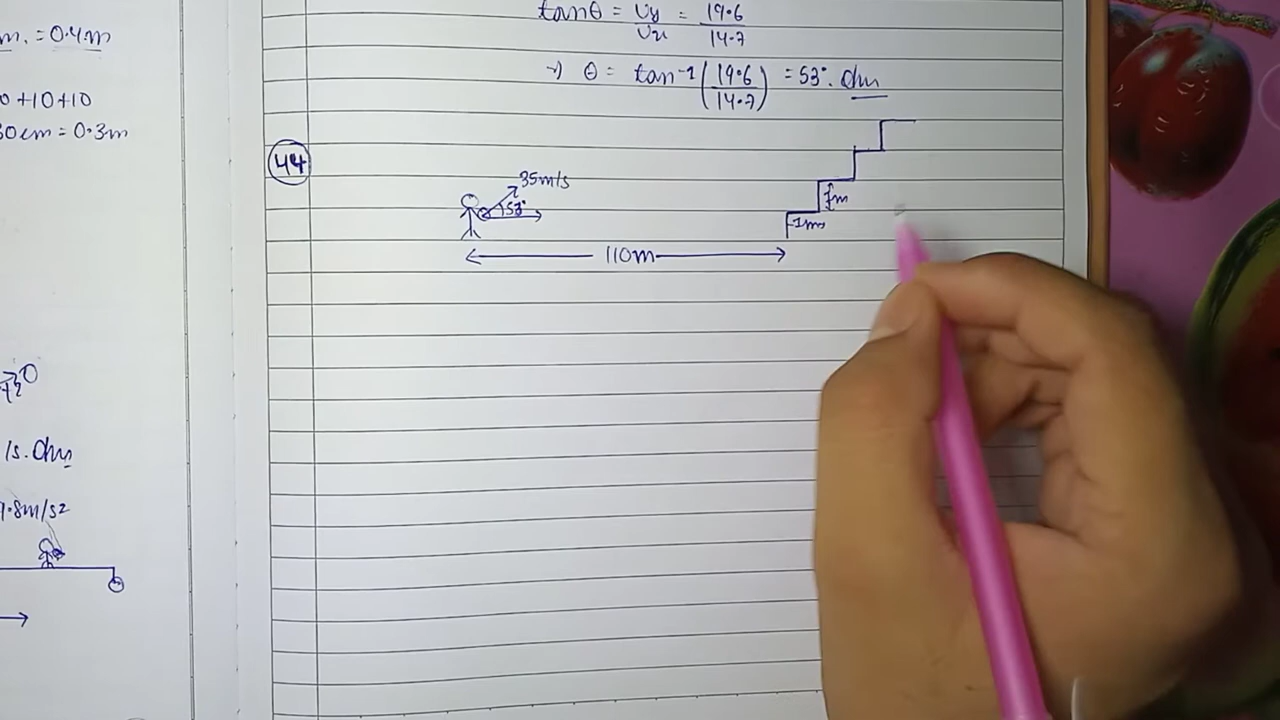 m. = 0.4m
0 +10+10
30cm = 0.3m
/s. Ans
9.8m/s2
tanθ = Vy/Vx = 19.6/14.7
→ θ = tan-1(19.6/14.7) = 53°. Ans
44
35m/s
53°
1m
1m
110m